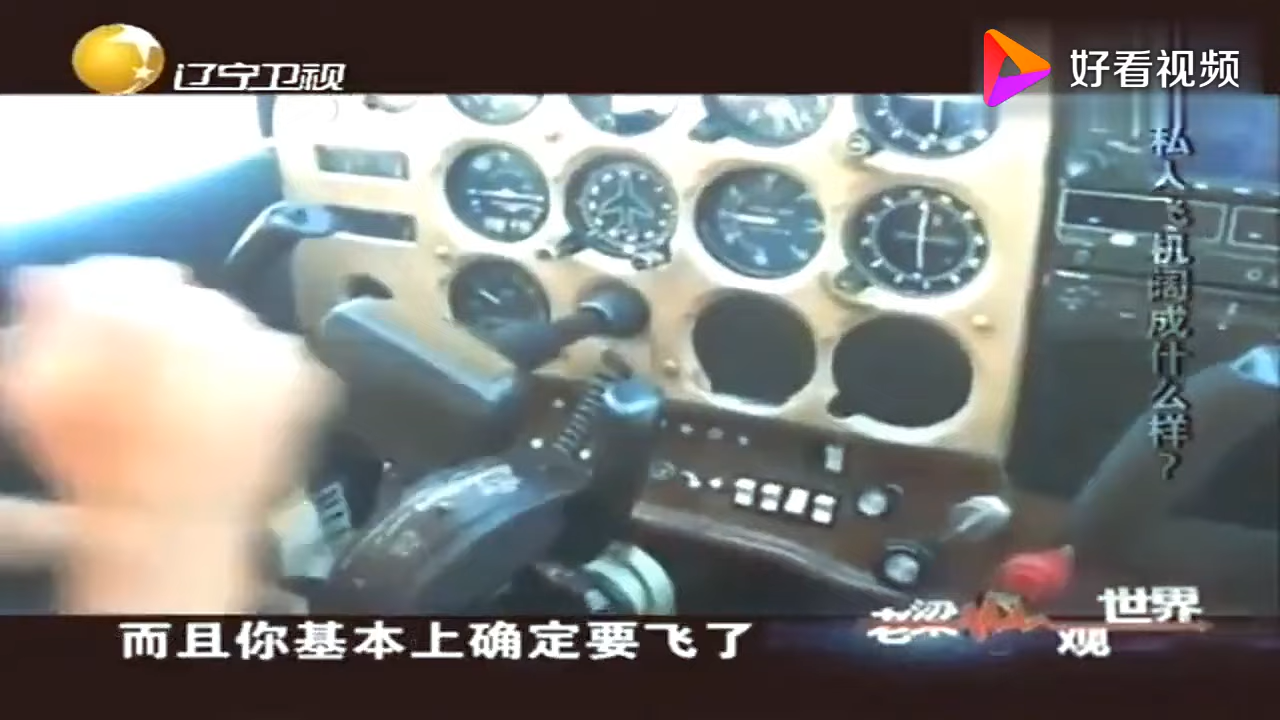 辽宁卫视
好看视频
私人飞机阔成什么样？
而且你基本上确定要飞了
老梁观世界